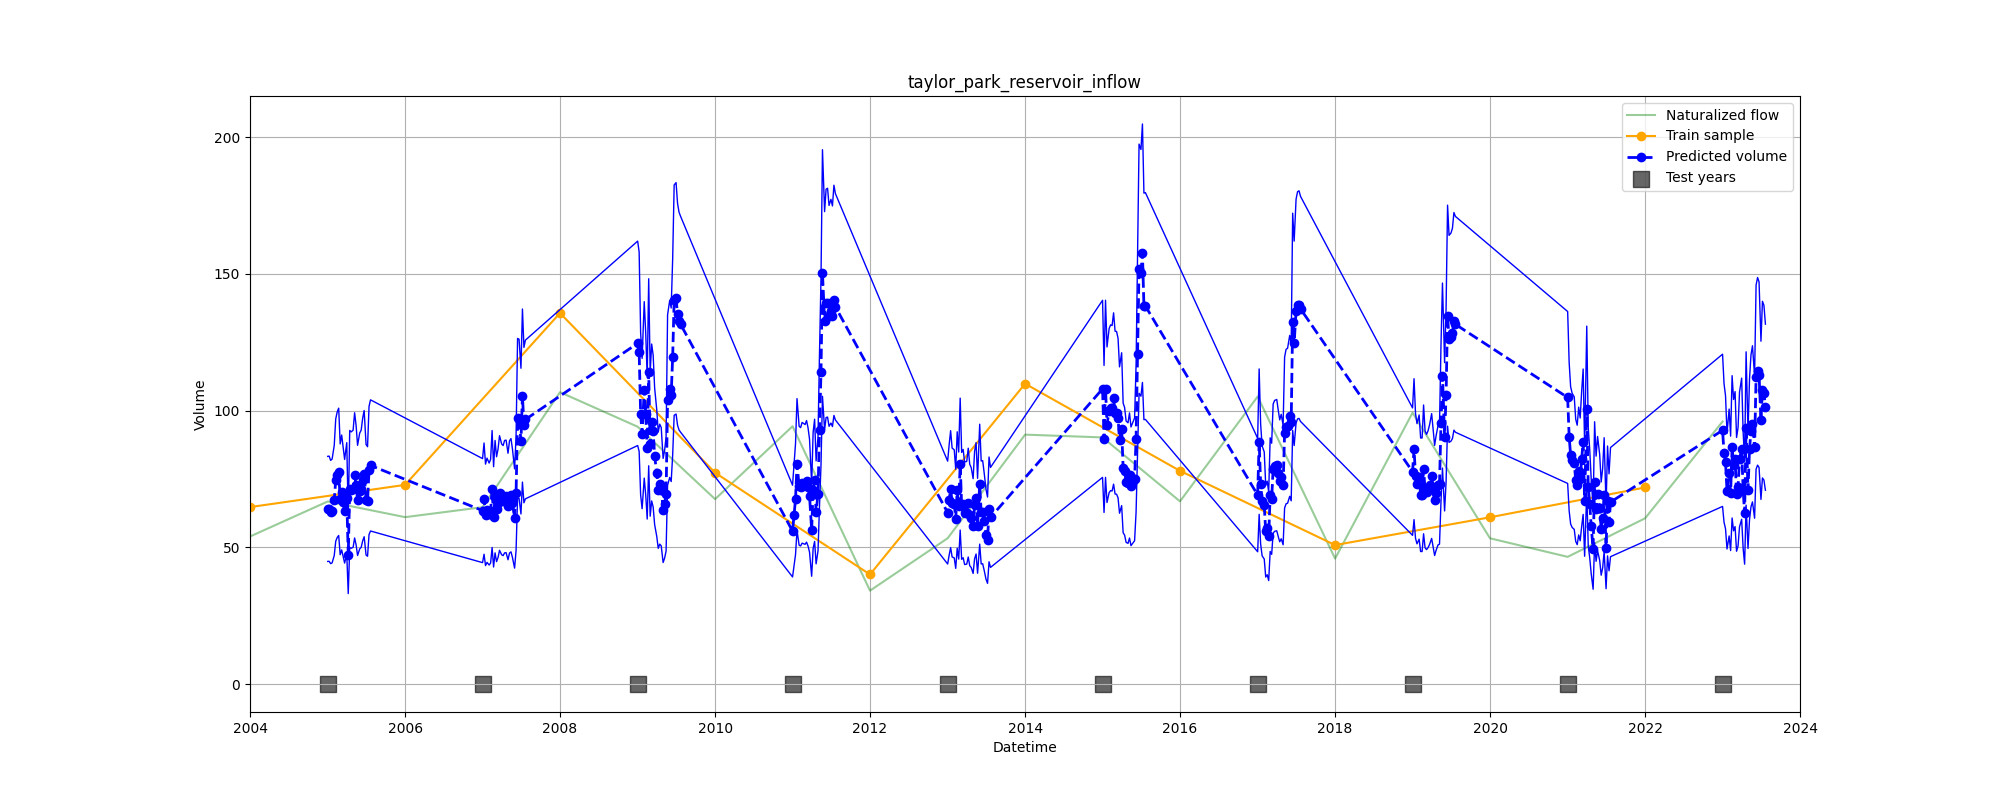 taylor_park_reservoir_inflow
Naturalized flow
Train sample
Predicted volume
Test years
Volume
200
150
100
50
0
2004 2006 2008 2010 2012 2014 2016 2018 2020 2022 2024
Datetime